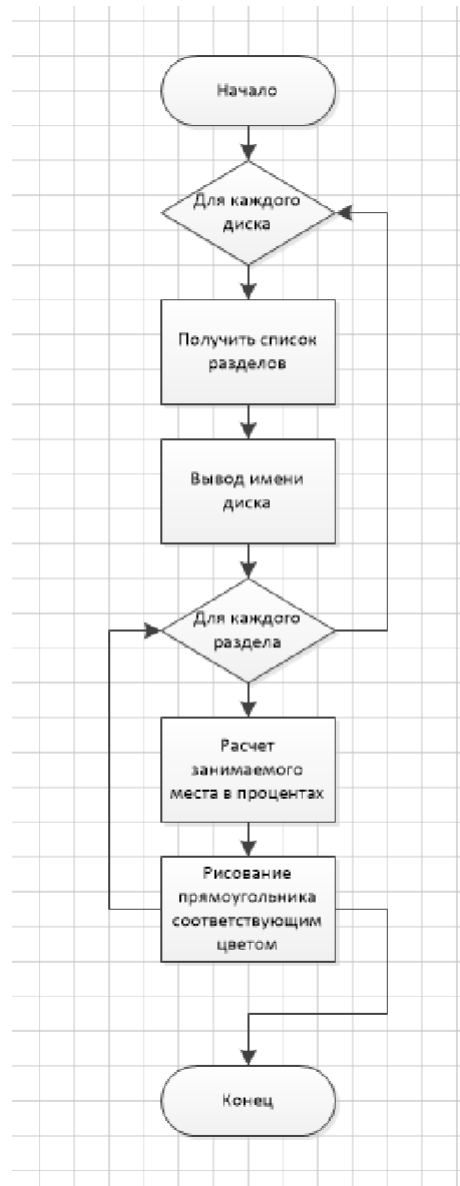 Начало
Для каждого
диска
Получить список
разделов
Вывод имени
диска
Для каждого
раздела
Расчет
занимаемого
места в процентах
Рисование
прямоугольника
соответствующим
цветом
Конец